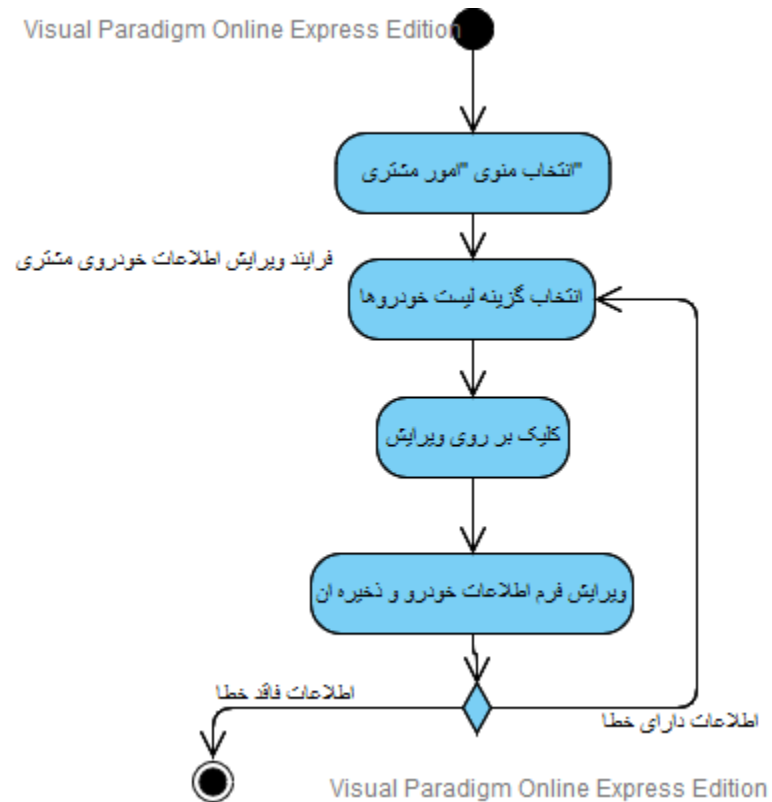 Visual Paradigm Online Express Edition
انتخاب منوی "امور مشتری"
فرایند ویرایش اطلاعات خودروی مشتری
انتخاب گزینه لیست خودروها
کلیک بر روی ویرایش
ویرایش فرم اطلاعات خودرو و ذخیره ان
اطلاعات فاقد خطا
اطلاعات دارای خطا
Visual Paradigm Online Express Edition